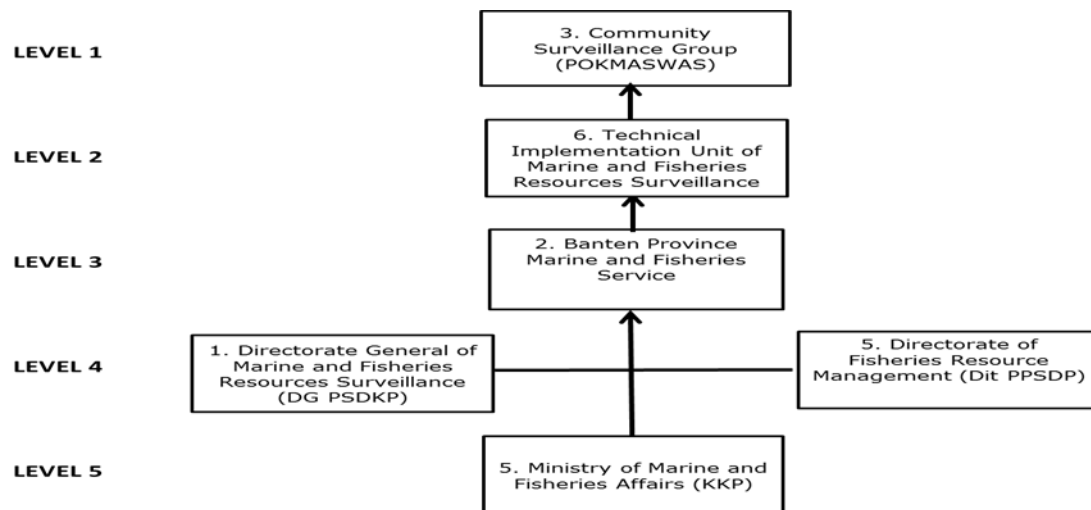 LEVEL 1
3. Community
Surveillance Group
(POKMASWAS)
LEVEL 2
6. Technical
Implementation Unit of
Marine and Fisheries
Resources Surveillance
LEVEL 3
2. Banten Province
Marine and Fisheries
Service
LEVEL 4
1. Directorate General of
Marine and Fisheries
Resources Surveillance
(DG PSDKP)
5. Directorate of
Fisheries Resource
Management (Dit PPSDP)
LEVEL 5
5. Ministry of Marine and
Fisheries Affairs (KKP)